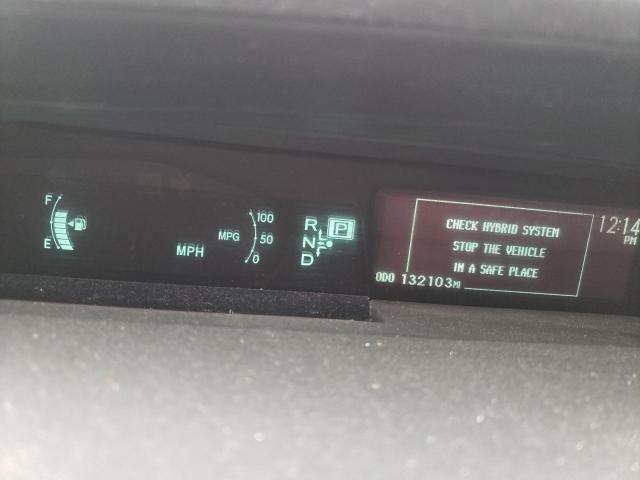 F
E
MPH
MPG
100
50
0
R
N
D
P
CHECK HYBRID SYSTEM
STOP THE VEHICLE
IN A SAFE PLACE
12:14
PM
ODO 132103MI